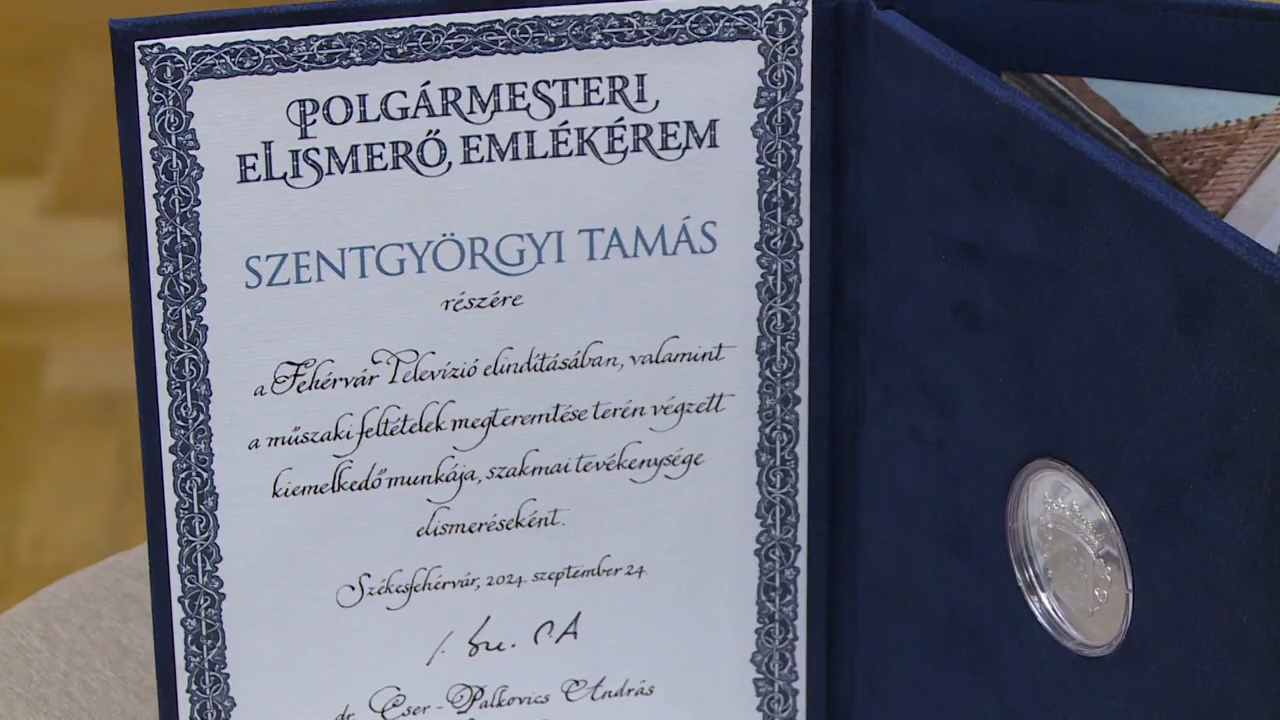 POLGÁRMESTERI
ELISMERŐ EMLÉKÉREM
SZENTGYÖRGYI TAMÁS
részére
a Fehérvár Televízió elindításában, valamint
a műszaki feltételek megteremtése terén végzett
kiemelkedő munkája, szakmai tevékenysége
elismeréseként.
Székesfehérvár, 2024. szeptember 24.
dr. Cser-Palkovics András